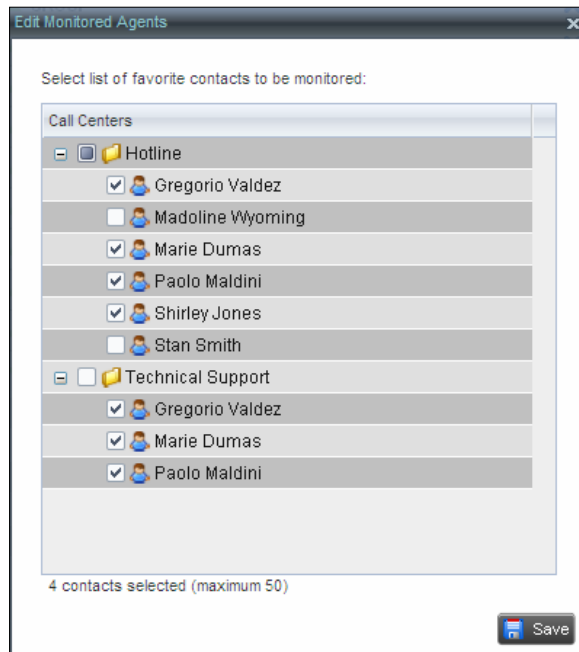 Edit Monitored Agents
Select list of favorite contacts to be monitored:
Call Centers
Hotline
Gregorio Valdez
Madoline Wyoming
Marie Dumas
Paolo Maldini
Shirley Jones
Stan Smith
Technical Support
Gregorio Valdez
Marie Dumas
Paolo Maldini
4 contacts selected (maximum 50)
Save